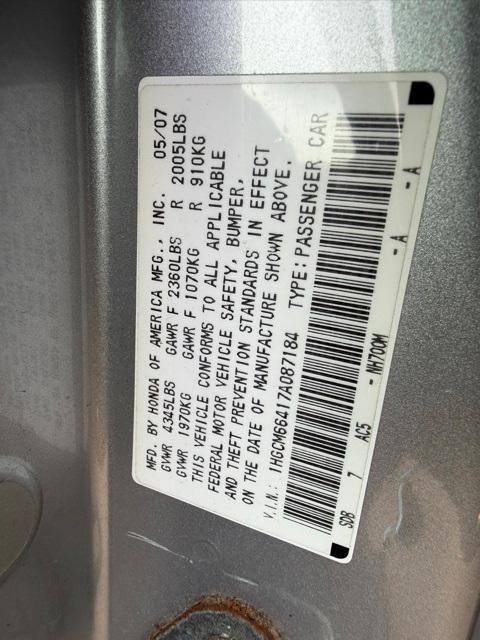 MFD. BY HONDA OF AMERICA MFG., INC. 05/07
GVWR 4345LBS GAWR F 2360LBS R 2005LBS
GVWR 1970KG GAWR F 1070KG R 910KG
THIS VEHICLE CONFORMS TO ALL APPLICABLE
FEDERAL MOTOR VEHICLE SAFETY, BUMPER,
AND THEFT PREVENTION STANDARDS IN EFFECT
ON THE DATE OF MANUFACTURE SHOWN ABOVE.
V.I.N.: 1HGCM66417A087184 TYPE: PASSENGER CAR
SDB 7 AC5 - NH700M - A - A